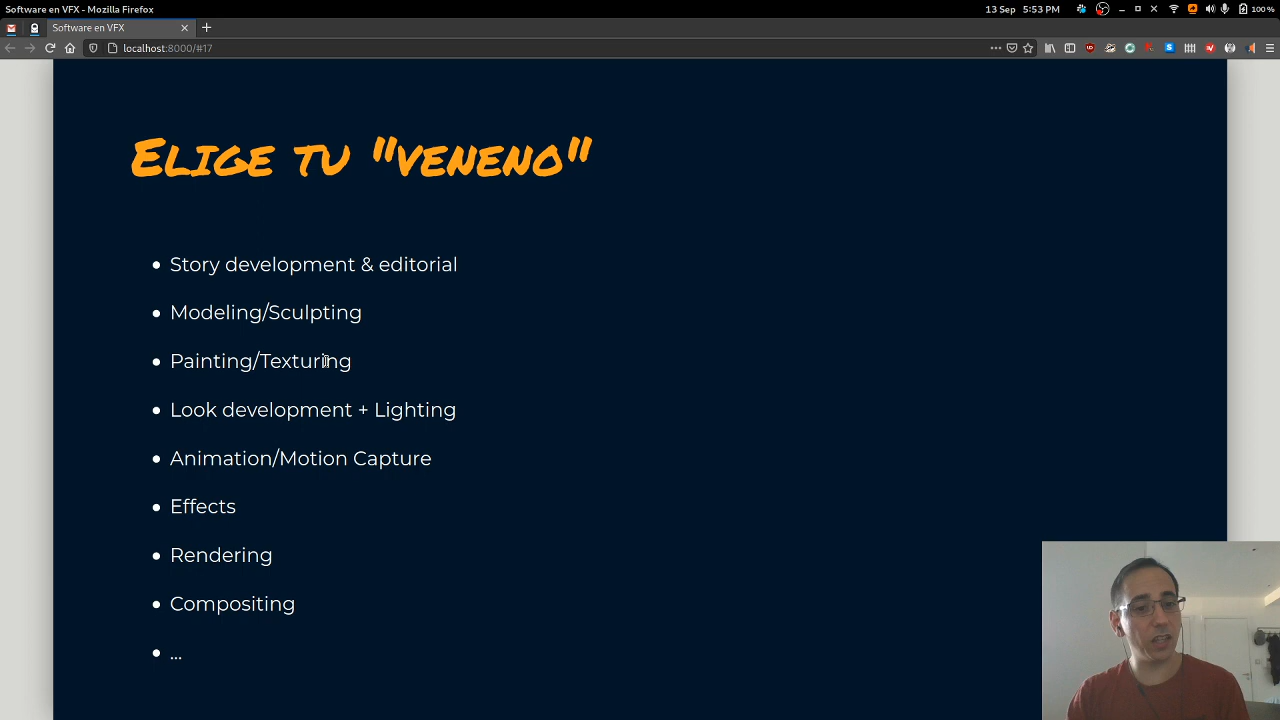 Software en VFX - Mozilla Firefox
13 Sep 5:53 PM
100 %
Software en VFX
localhost:8000/#17
Elige tu "veneno"
• Story development & editorial
• Modeling/Sculpting
• Painting/Texturing
• Look development + Lighting
• Animation/Motion Capture
• Effects
• Rendering
• Compositing
• ...